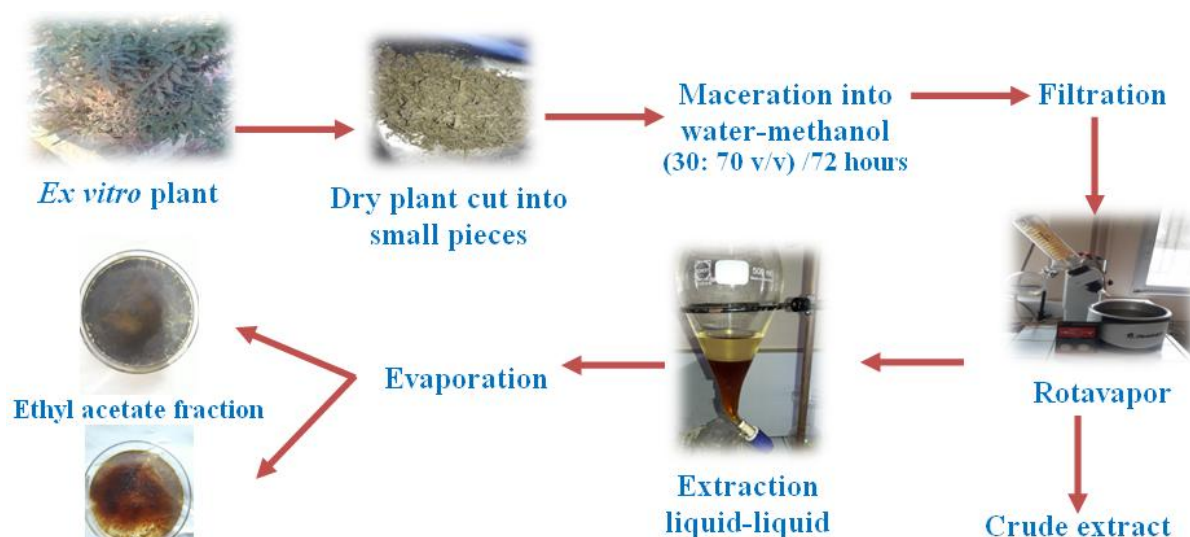 Ex vitro plant
Dry plant cut into
small pieces
Maceration into
water-methanol
(30: 70 v/v) /72 hours
Filtration
Rotavapor
Crude extract
Extraction
liquid-liquid
Evaporation
Ethyl acetate fraction